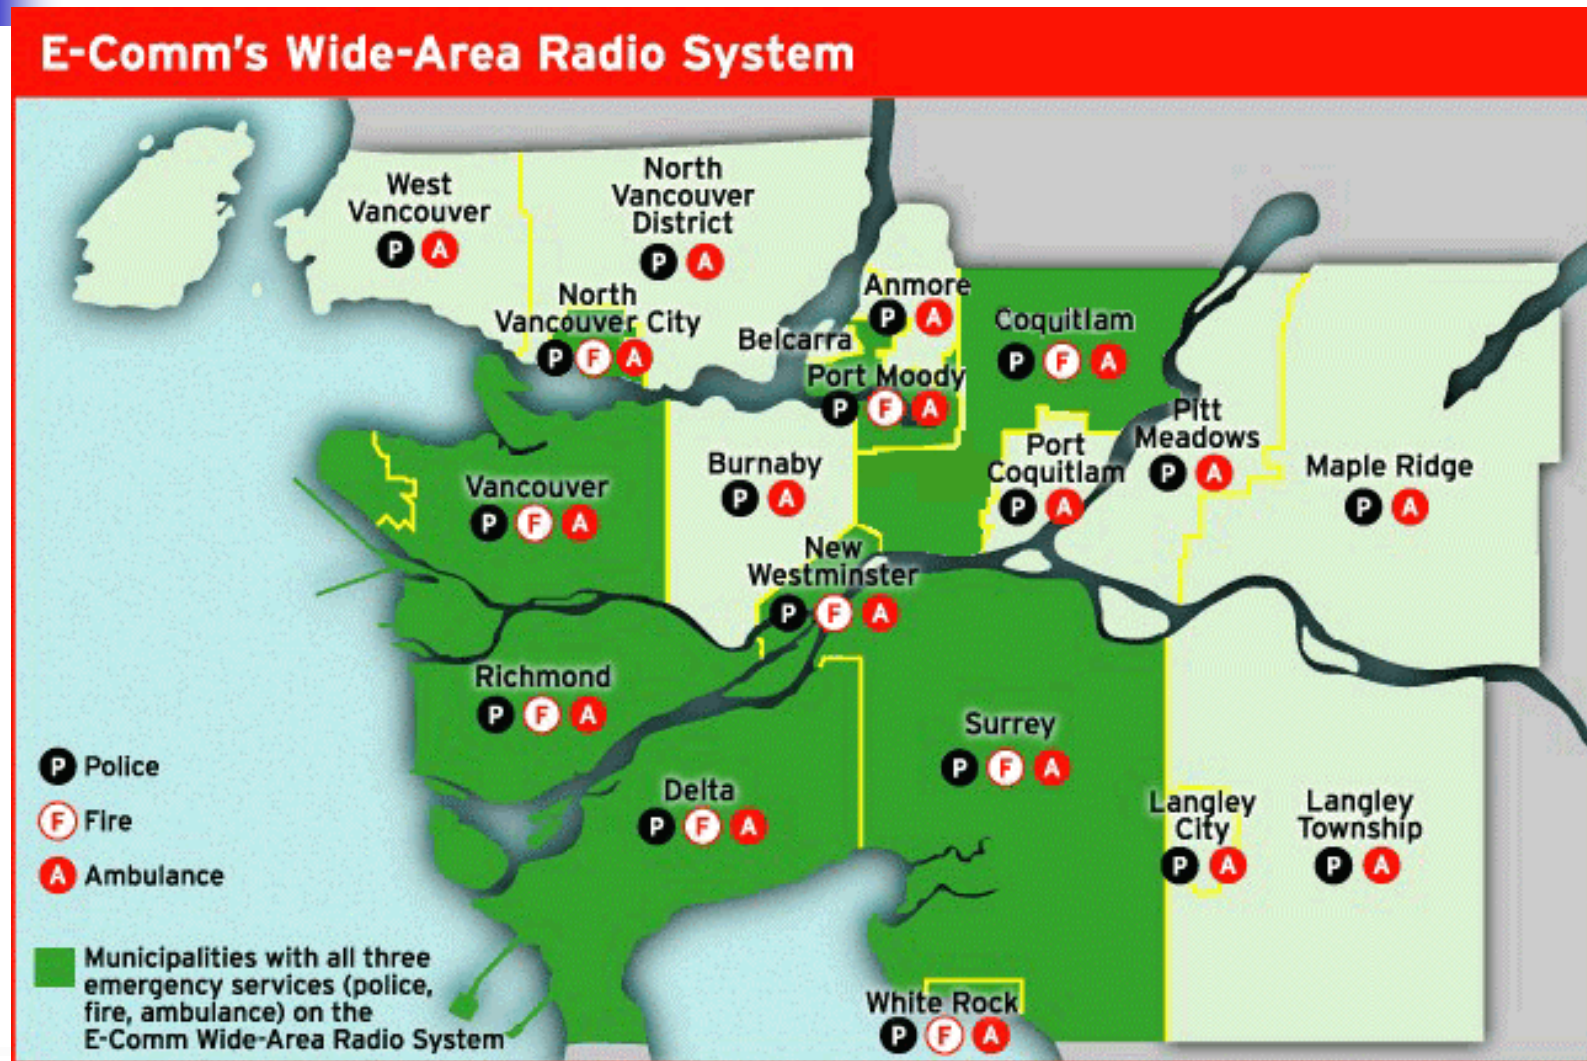 E-Comm's Wide-Area Radio System
West
Vancouver
P A
North
Vancouver
District
P A
North
Vancouver City
P F A
Anmore
P A
Belcarra
Port Moody
P F A
Coquitlam
P F A
Pitt
Meadows
P A
Port
Coquitlam
P A
Maple Ridge
P A
Burnaby
P A
Vancouver
P F A
New
Westminster
P F A
Richmond
P F A
Surrey
P F A
Delta
P F A
Langley
City
P A
Langley
Township
P A
White Rock
P F A
P Police
F Fire
A Ambulance
Municipalities with all three
emergency services (police,
fire, ambulance) on the
E-Comm Wide-Area Radio System